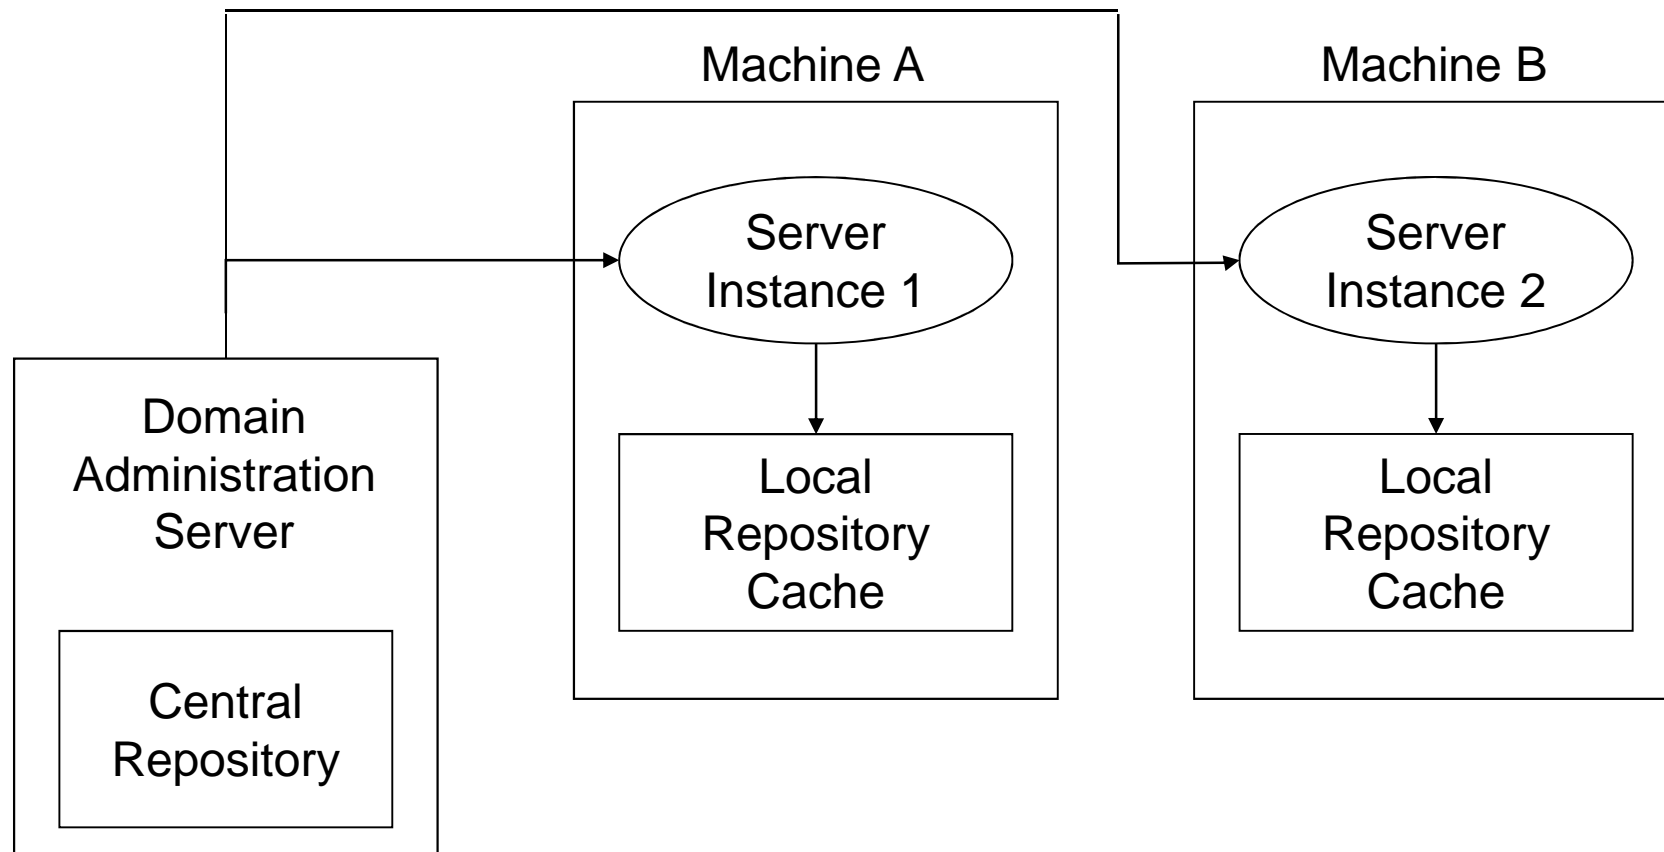 Machine A
Machine B
Server
Instance 1
Server
Instance 2
Domain
Administration
Server
Local
Repository
Cache
Local
Repository
Cache
Central
Repository